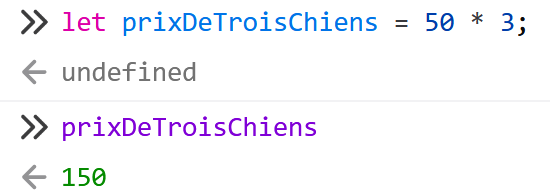 >> let prixDeTroisChiens = 50 * 3;
← undefined
>> prixDeTroisChiens
← 150